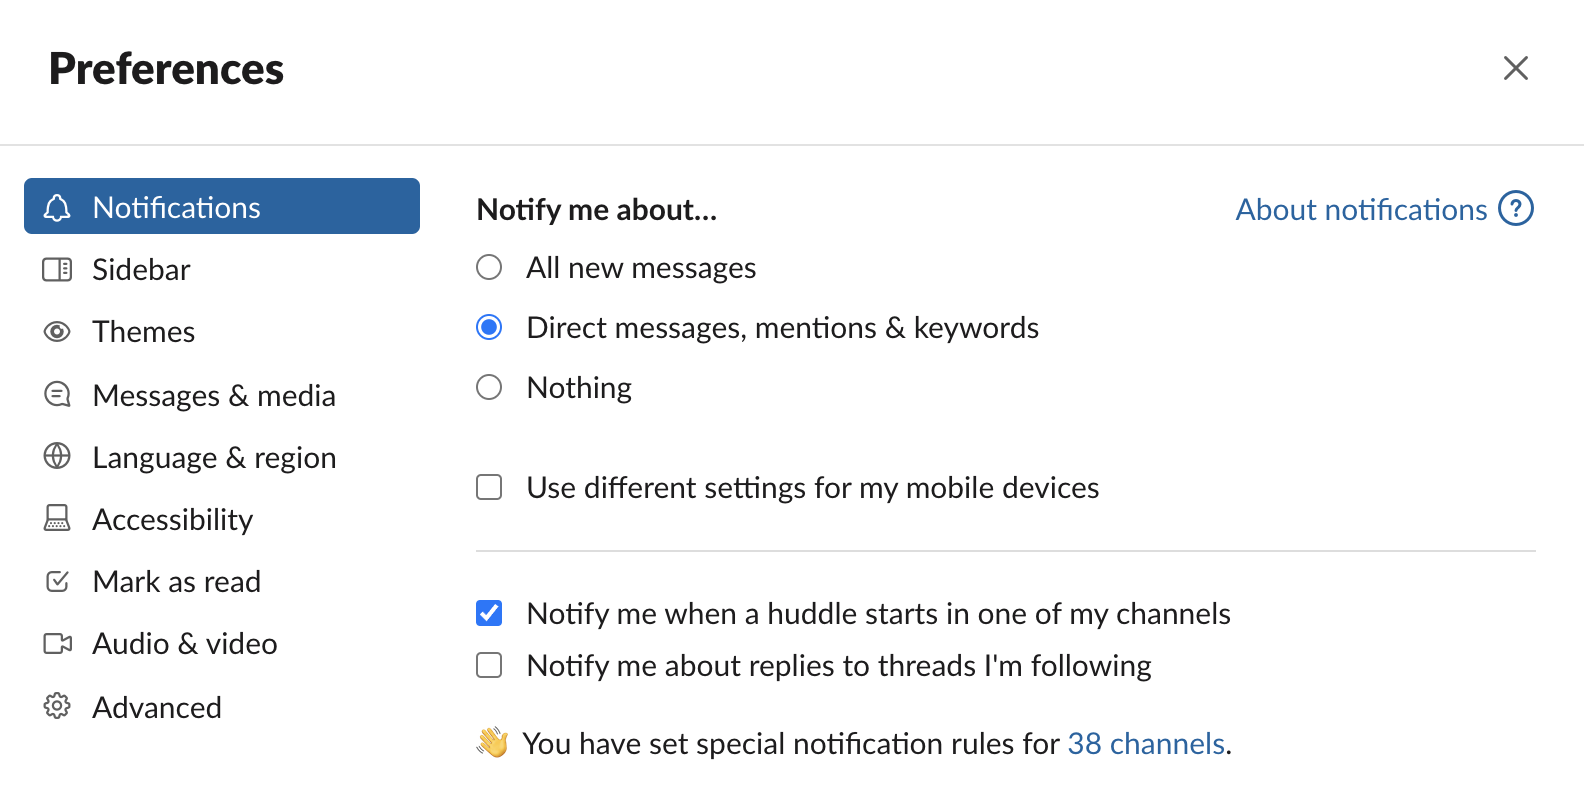 Preferences
Notifications
Sidebar
Themes
Messages & media
Language & region
Accessibility
Mark as read
Audio & video
Advanced
Notify me about...
About notifications
All new messages
Direct messages, mentions & keywords
Nothing
Use different settings for my mobile devices
Notify me when a huddle starts in one of my channels
Notify me about replies to threads I'm following
👋 You have set special notification rules for 38 channels.